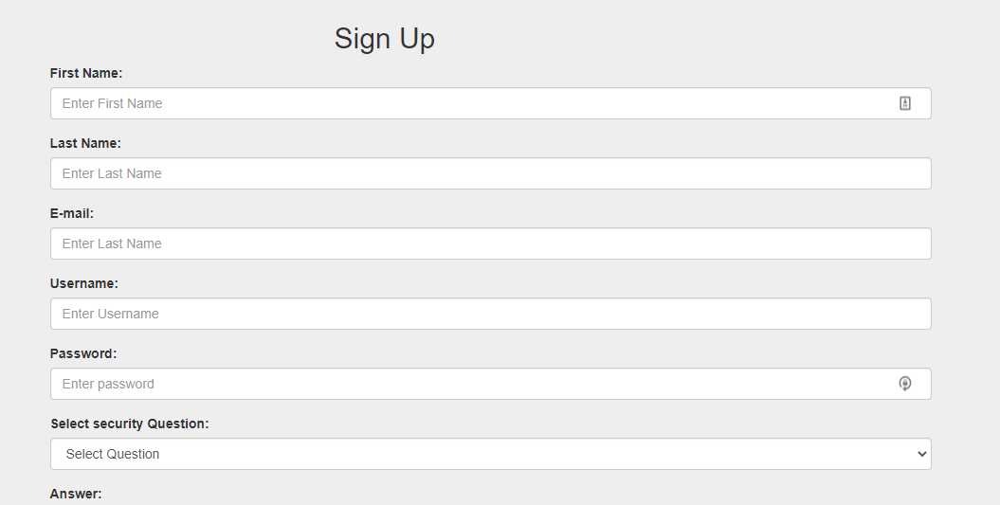 Sign Up
First Name:
Enter First Name
Last Name:
Enter Last Name
E-mail:
Enter Last Name
Username:
Enter Username
Password:
Enter password
Select security Question:
Select Question
Answer: